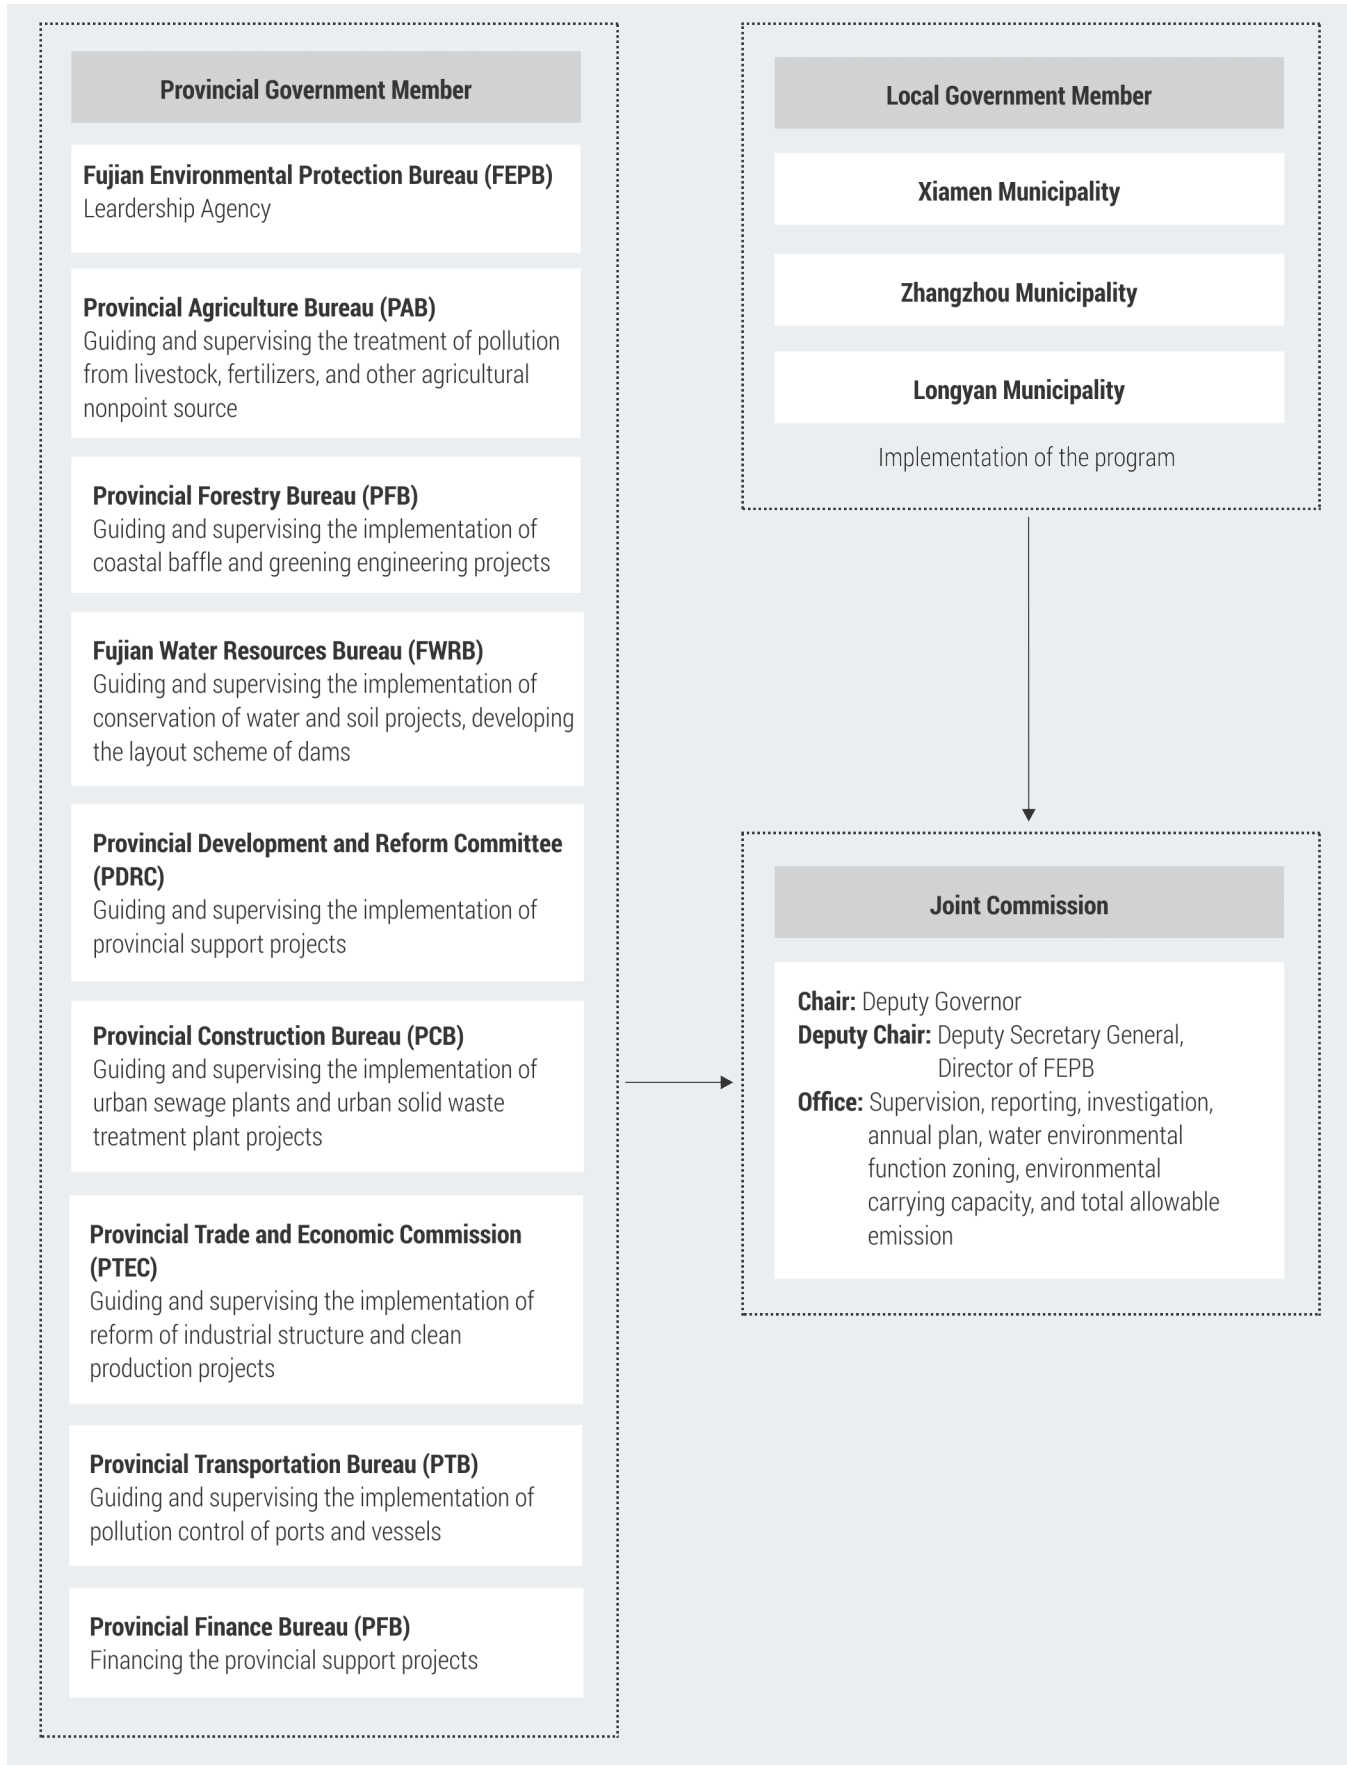 Provincial Government Member
Fujian Environmental Protection Bureau (FEPB)
Leardership Agency
Provincial Agriculture Bureau (PAB)
Guiding and supervising the treatment of pollution
from livestock, fertilizers, and other agricultural
nonpoint source
Provincial Forestry Bureau (PFB)
Guiding and supervising the implementation of
coastal baffle and greening engineering projects
Fujian Water Resources Bureau (FWRB)
Guiding and supervising the implementation of
conservation of water and soil projects, developing
the layout scheme of dams
Provincial Development and Reform Committee
(PDRC)
Guiding and supervising the implementation of
provincial support projects
Provincial Construction Bureau (PCB)
Guiding and supervising the implementation of
urban sewage plants and urban solid waste
treatment plant projects
Provincial Trade and Economic Commission
(PTEC)
Guiding and supervising the implementation of
reform of industrial structure and clean
production projects
Provincial Transportation Bureau (PTB)
Guiding and supervising the implementation of
pollution control of ports and vessels
Provincial Finance Bureau (PFB)
Financing the provincial support projects
Local Government Member
Xiamen Municipality
Zhangzhou Municipality
Longyan Municipality
Implementation of the program
Joint Commission
Chair: Deputy Governor
Deputy Chair: Deputy Secretary General,
Director of FEPB
Office: Supervision, reporting, investigation,
annual plan, water environmental
function zoning, environmental
carrying capacity, and total allowable
emission